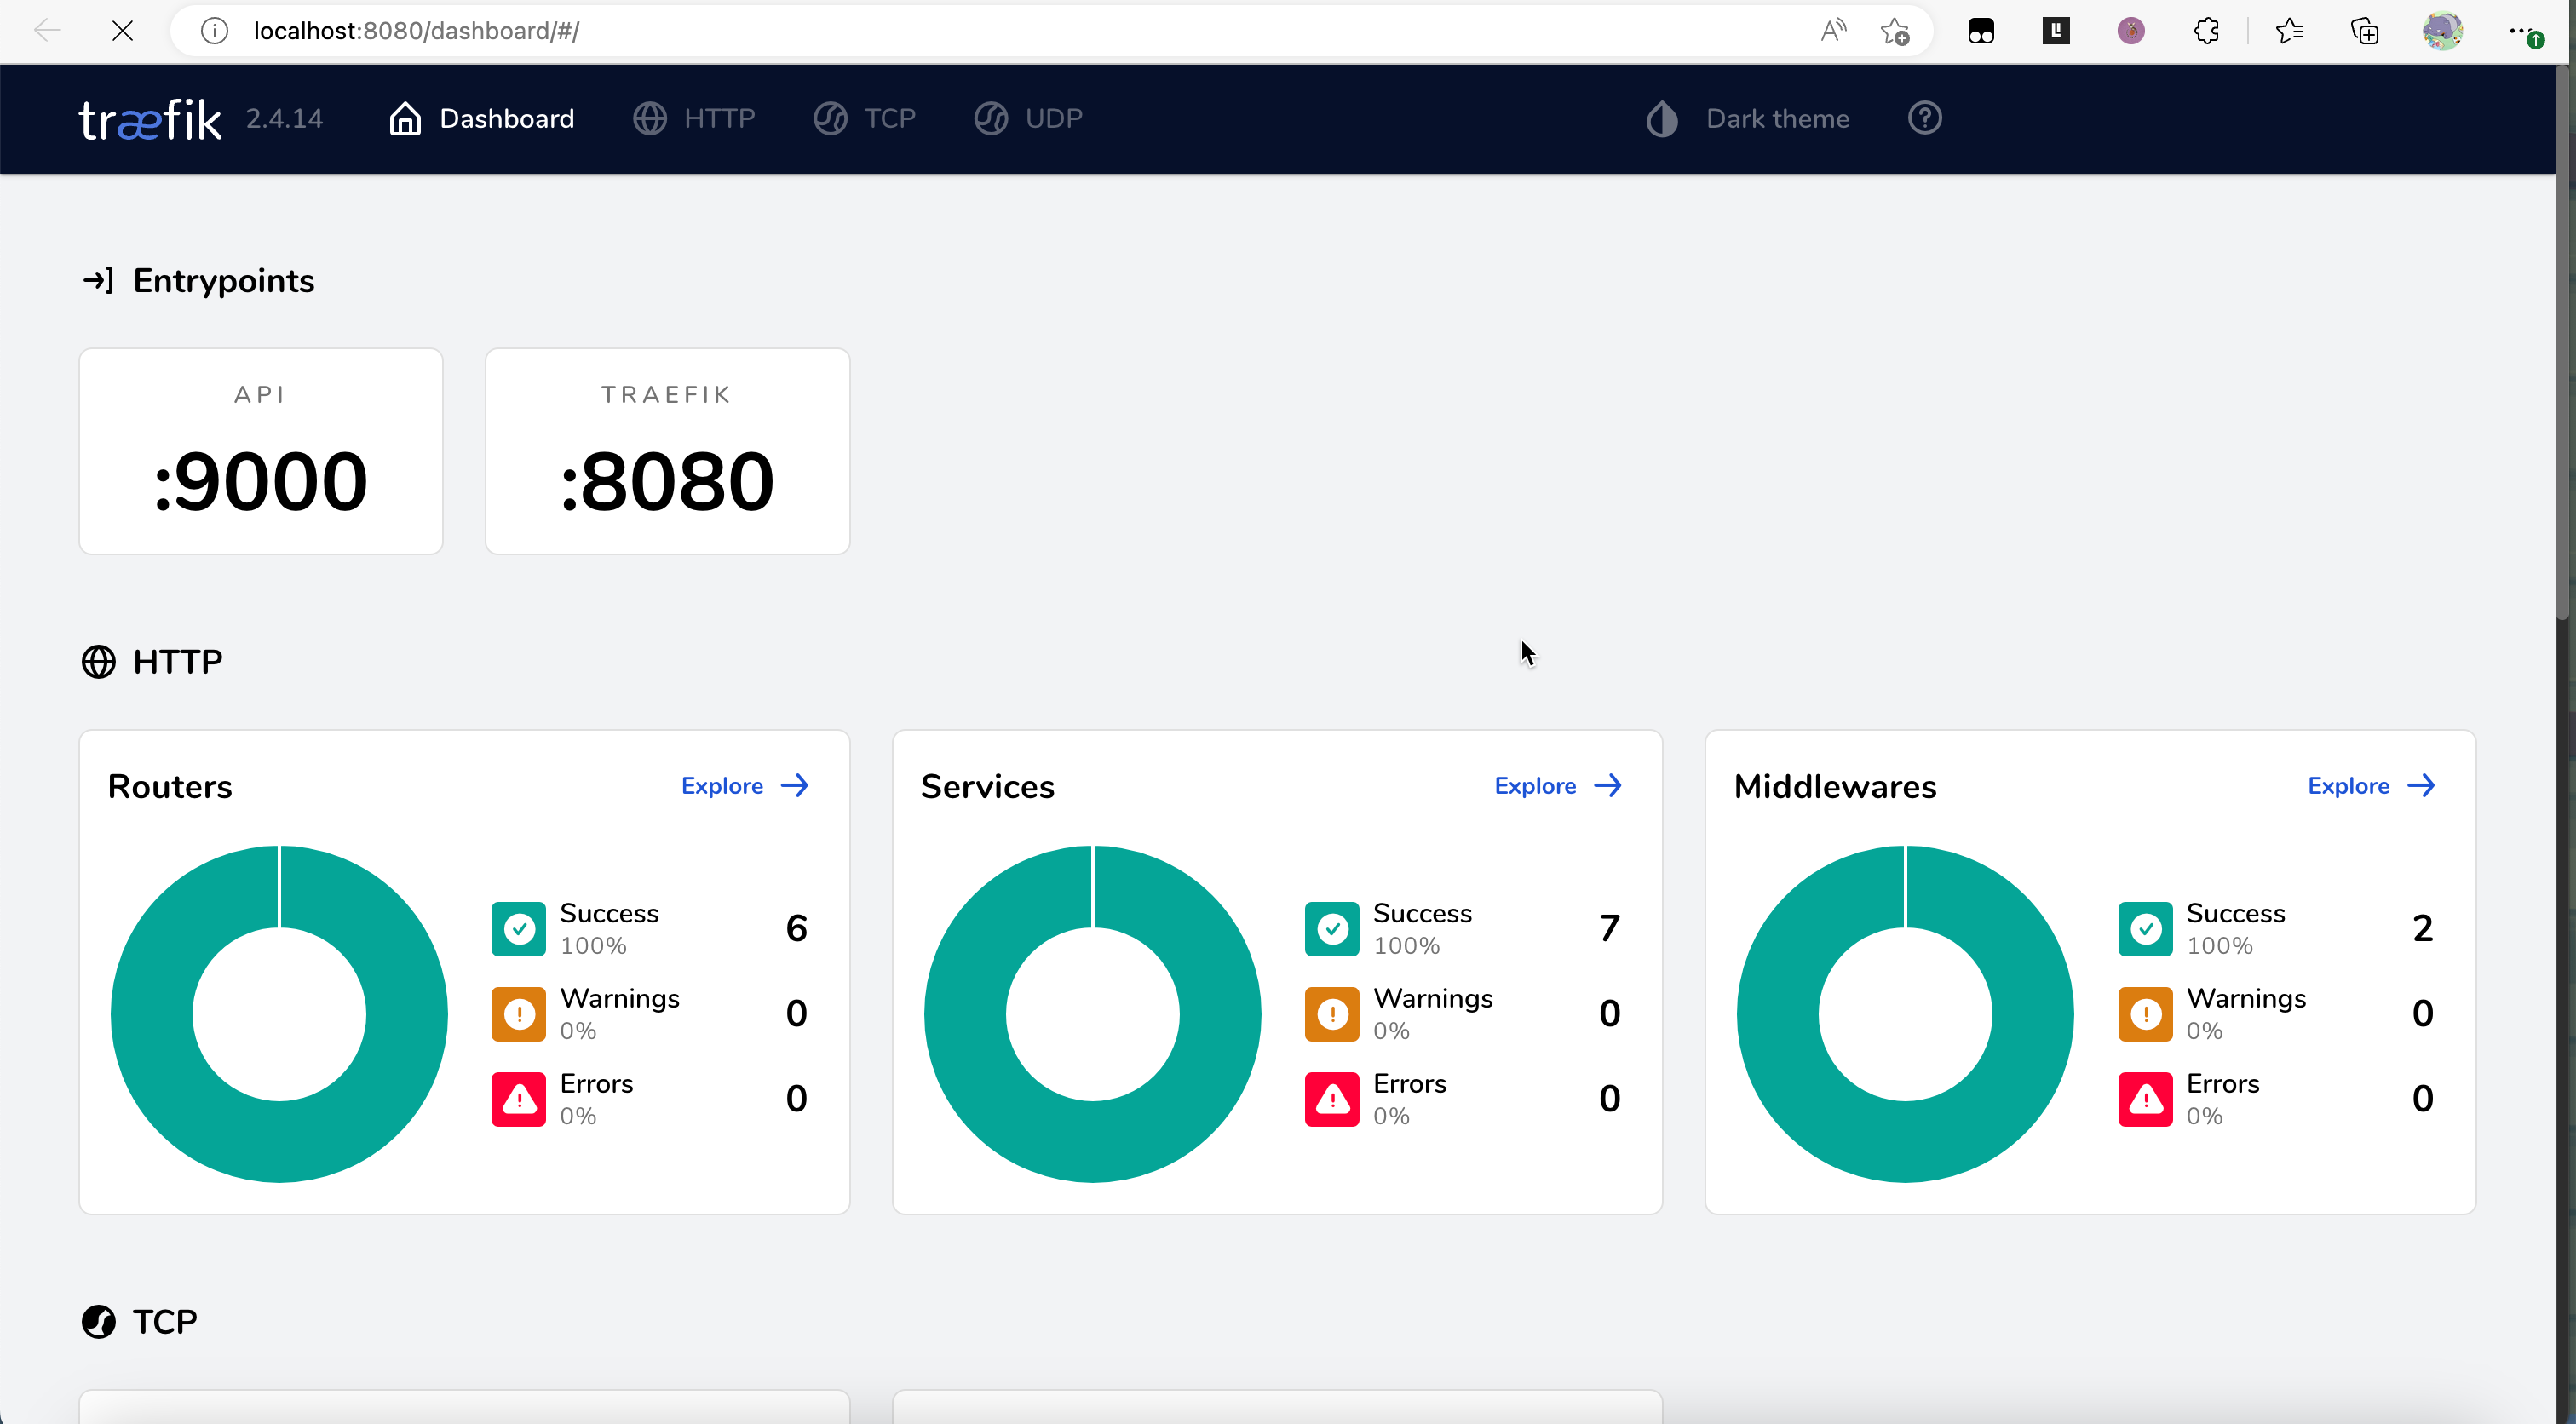 localhost:8080/dashboard/#/
træfik 2.4.14 Dashboard HTTP TCP UDP Dark theme
Entrypoints
API
:9000
TRAEFIK
:8080
HTTP
Routers Explore
Success 6
100%
Warnings 0
0%
Errors 0
0%
Services Explore
Success 7
100%
Warnings 0
0%
Errors 0
0%
Middlewares Explore
Success 2
100%
Warnings 0
0%
Errors 0
0%
TCP